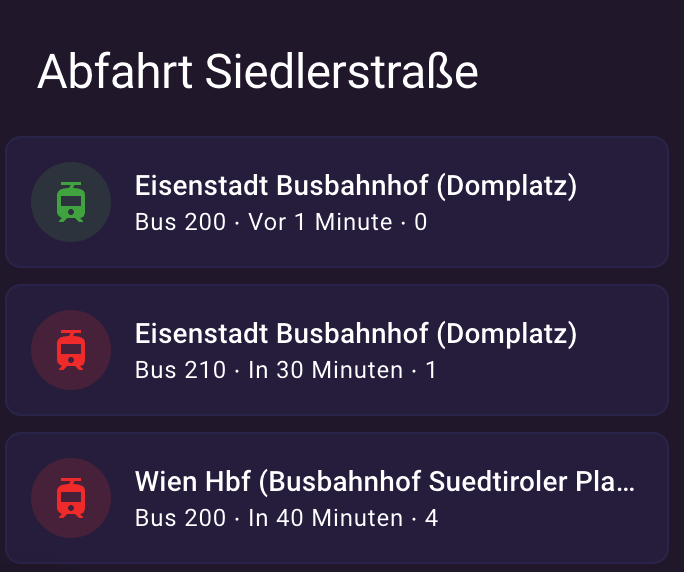 Abfahrt Siedlerstraße
Eisenstadt Busbahnhof (Domplatz)
Bus 200 · Vor 1 Minute · 0
Eisenstadt Busbahnhof (Domplatz)
Bus 210 · In 30 Minuten · 1
Wien Hbf (Busbahnhof Suedtiroler Pla...
Bus 200 · In 40 Minuten · 4